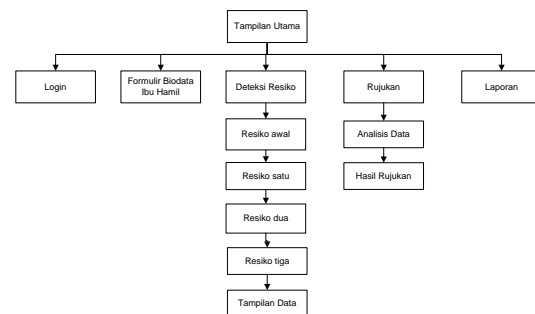 Tampilan Utama
Login
Formulir Biodata
Ibu Hamil
Deteksi Resiko
Rujukan
Laporan
Resiko awal
Analisis Data
Resiko satu
Hasil Rujukan
Resiko dua
Resiko tiga
Tampilan Data